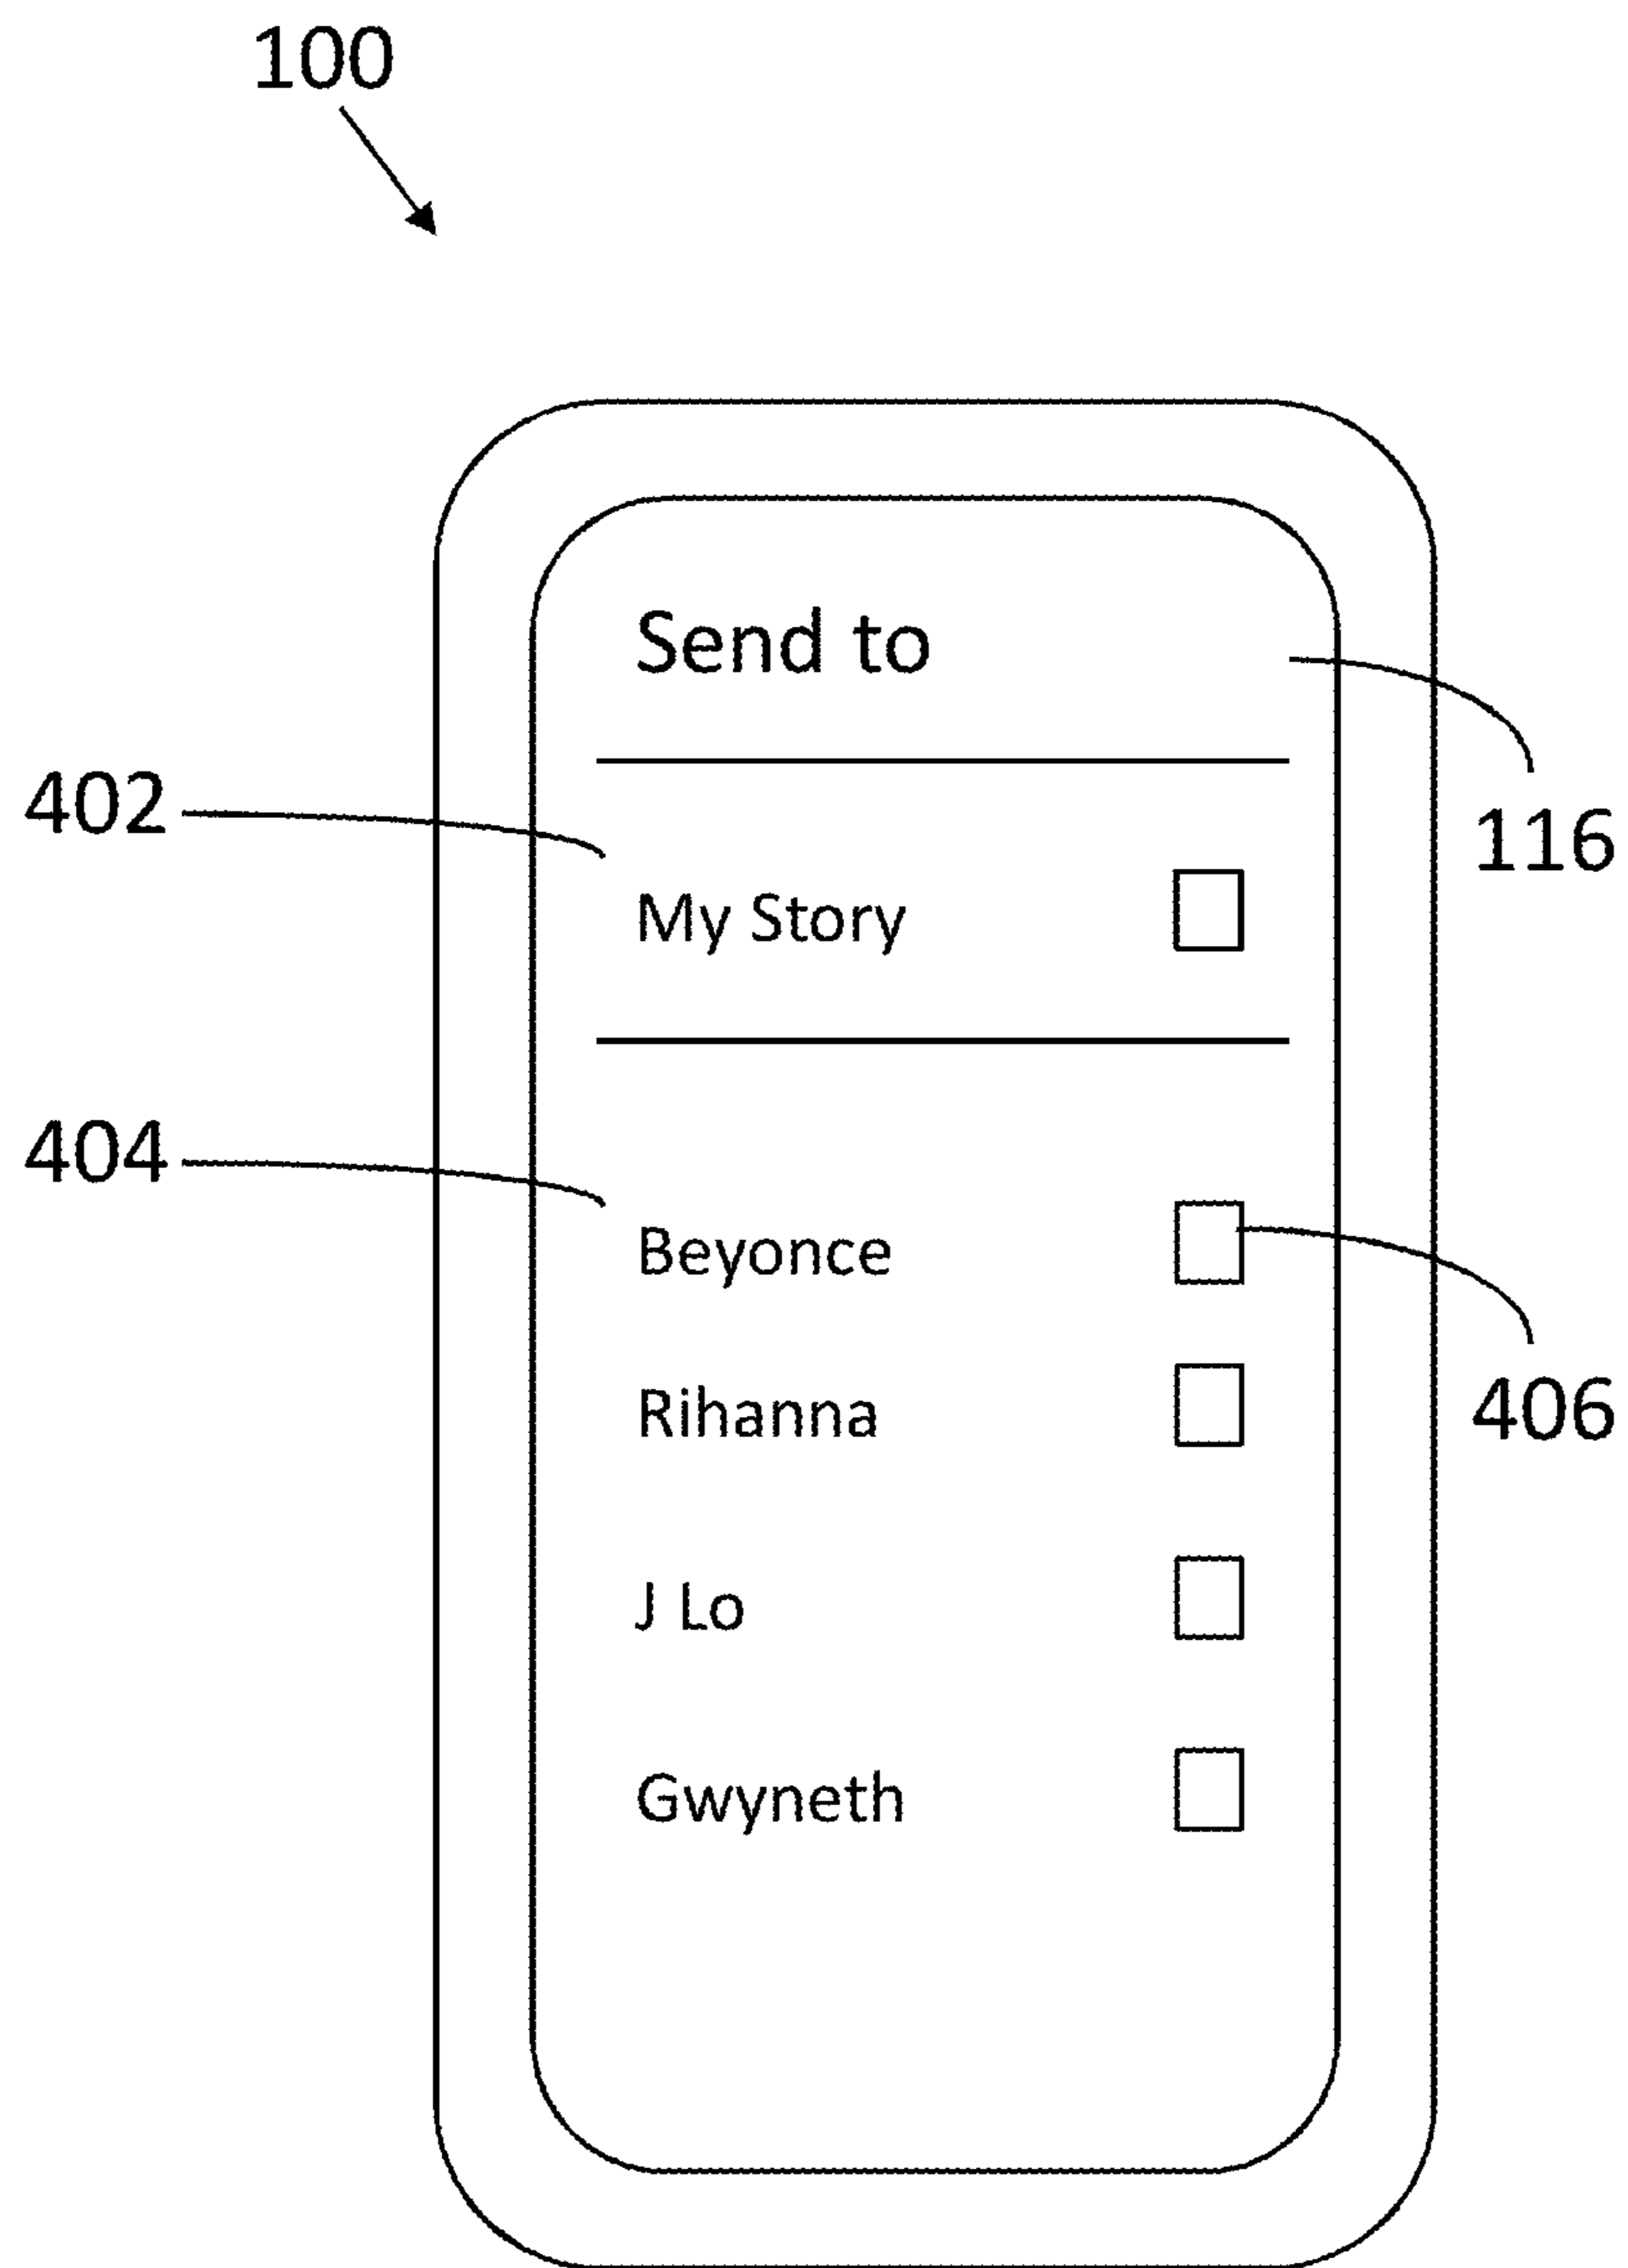 100
Send to
116
402
My Story
404
Beyonce
406
Rihanna
J Lo
Gwyneth